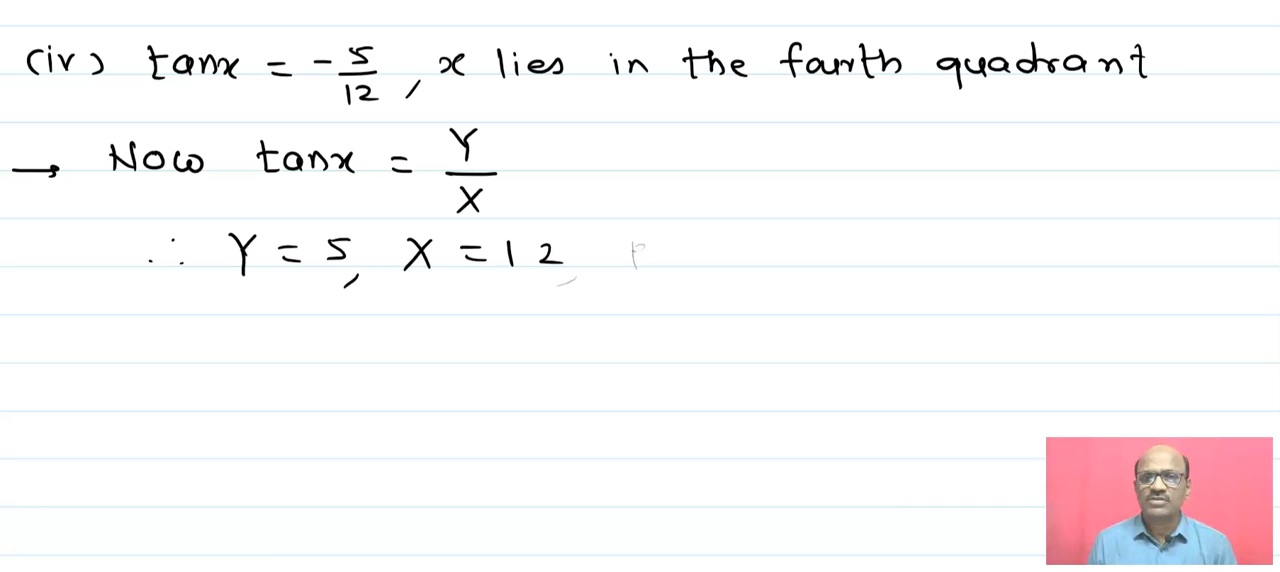 (iv) tanx = -5/12, x lies in the fourth quadrant
→ Now tanx = Y/X
∴ Y = 5, X = 12,